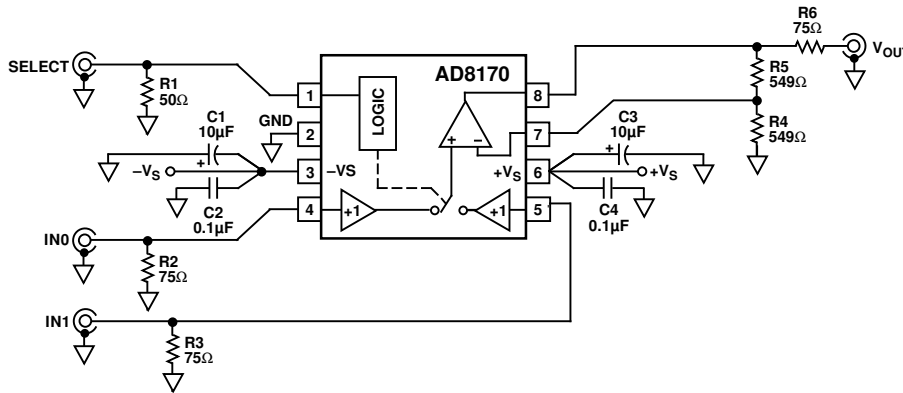 SELECT
R1
50Ω
C1
10µF
+
GND
–VS
C2
0.1µF
IN0
R2
75Ω
IN1
R3
75Ω
1
2
3
4
LOGIC
AD8170
–VS
+VS
+ –
+1
+1
8
7
6
5
C3
10µF
+
+VS
C4
0.1µF
R6
75Ω
R5
549Ω
R4
549Ω